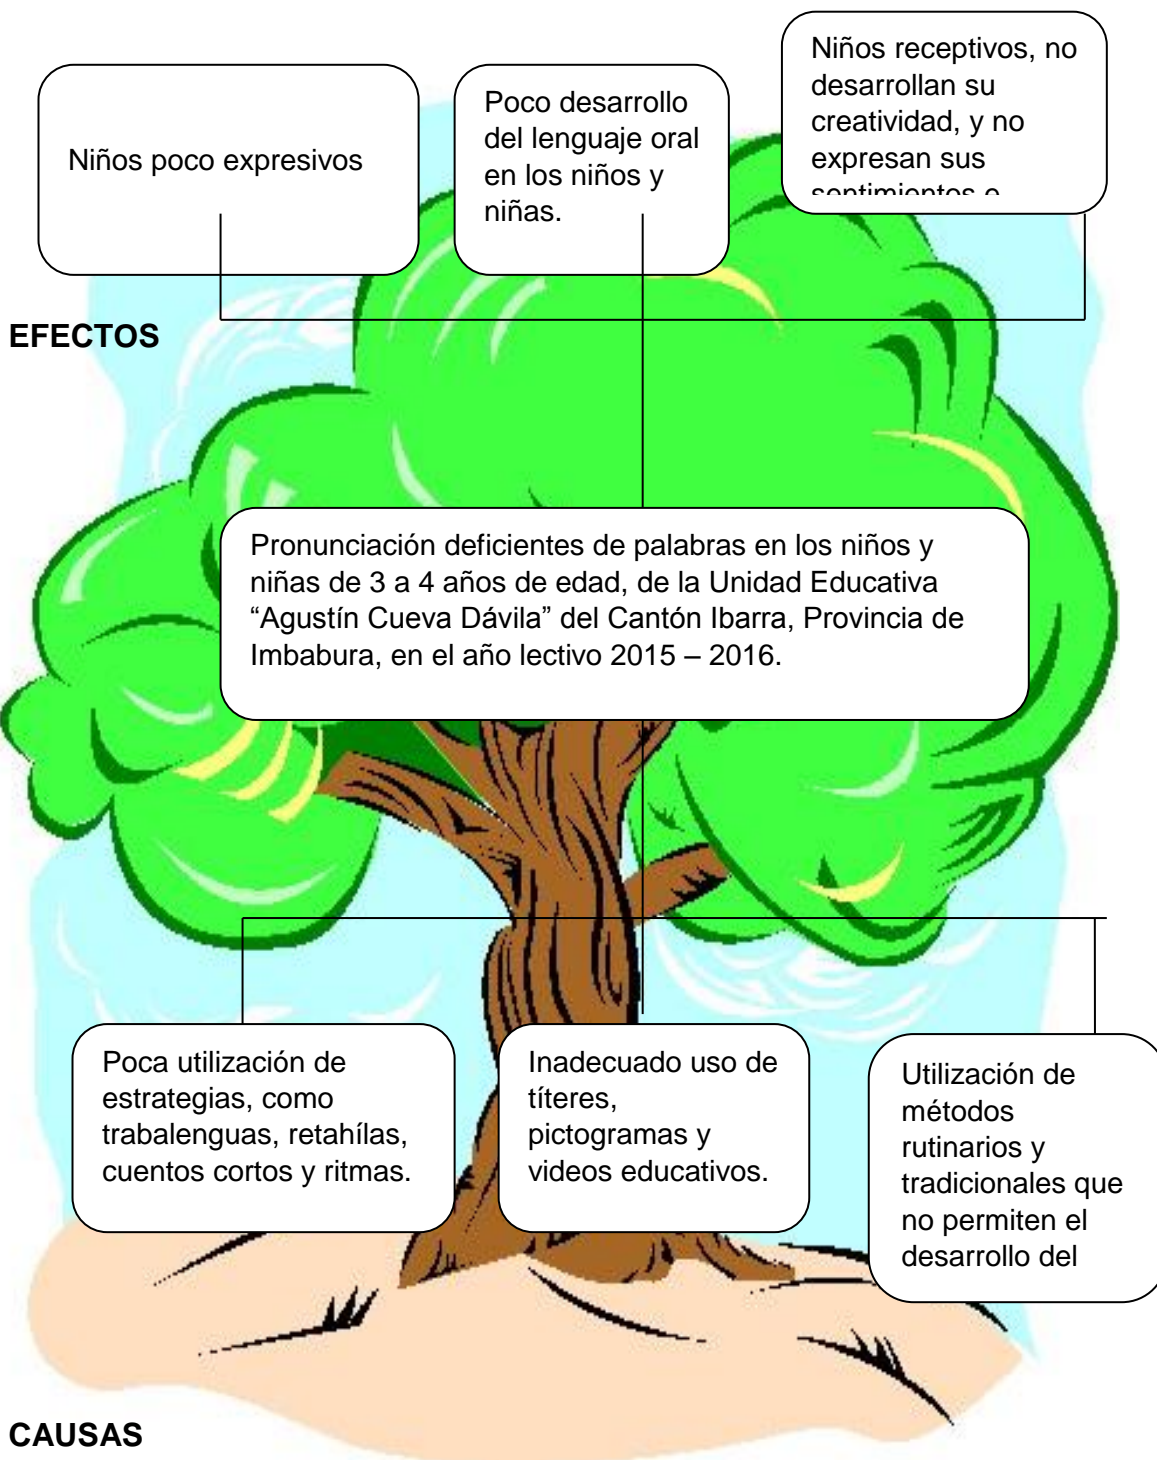 Niños poco expresivos
Poco desarrollo
del lenguaje oral
en los niños y
niñas.
Niños receptivos, no
desarrollan su
creatividad, y no
expresan sus
sentimientos e
EFECTOS
Pronunciación deficientes de palabras en los niños y
niñas de 3 a 4 años de edad, de la Unidad Educativa
“Agustín Cueva Dávila” del Cantón Ibarra, Provincia de
Imbabura, en el año lectivo 2015 – 2016.
Poca utilización de
estrategias, como
trabalenguas, retahílas,
cuentos cortos y ritmas.
Inadecuado uso de
títeres,
pictogramas y
videos educativos.
Utilización de
métodos
rutinarios y
tradicionales que
no permiten el
desarrollo del
CAUSAS